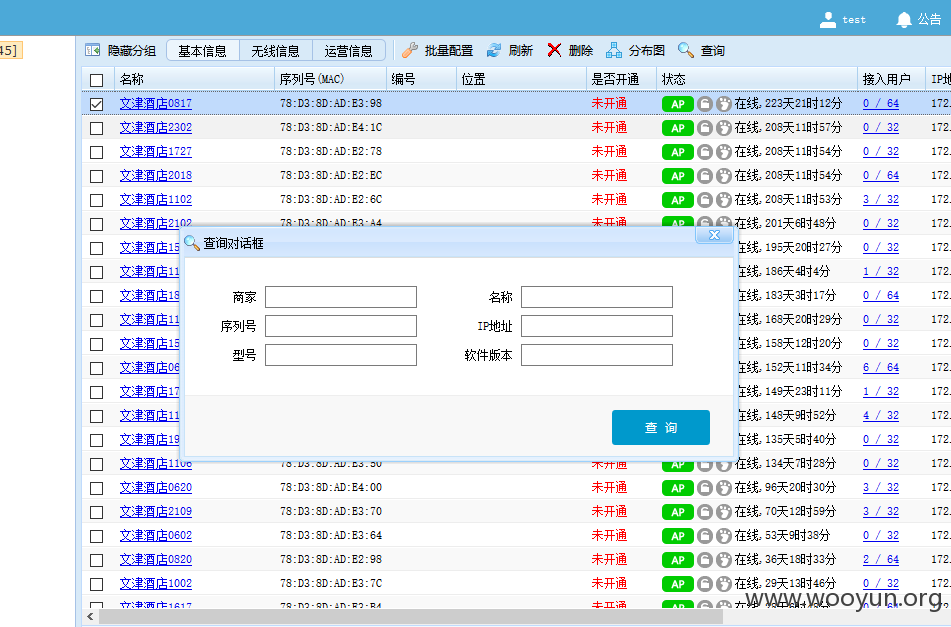 test 公告
45]
隐藏分组 基本信息 无线信息 运营信息 批量配置 刷新 删除 分布图 查询
名称 序列号(MAC) 编号 位置 是否开通 状态 接入用户 IP地
文津酒店0817 78:D3:8D:AD:E3:98 未开通 AP 在线,223天21时12分 0 / 64 172.
文津酒店2302 78:D3:8D:AD:E4:1C 未开通 AP 在线,208天11时57分 0 / 32 172.
文津酒店1727 78:D3:8D:AD:E2:78 未开通 AP 在线,208天11时54分 0 / 32 172.
文津酒店2018 78:D3:8D:AD:E2:EC 未开通 AP 在线,208天11时54分 0 / 64 172.
文津酒店1102 78:D3:8D:AD:E2:6C 未开通 AP 在线,208天11时53分 3 / 32 172.
文津酒店2102 78:D3:8D:AD:E3:A4 未开通 AP 在线,201天6时48分 0 / 32 172.
文津酒店15 在线,195天20时27分 0 / 32 172.
文津酒店11 在线,186天4时4分 1 / 32 172.
文津酒店18 在线,183天3时17分 0 / 64 172.
文津酒店11 在线,168天20时29分 0 / 32 172.
文津酒店15 在线,158天12时20分 0 / 32 172.
文津酒店06 在线,152天11时34分 6 / 64 172.
文津酒店17 在线,149天23时11分 1 / 32 172.
文津酒店11 在线,148天9时52分 4 / 32 172.
文津酒店19 在线,135天5时40分 0 / 32 172.
查询对话框
商家 名称
序列号 IP地址
型号 软件版本
查 询
文津酒店1106 78:D3:8D:AD:E3:50 未开通 AP 在线,134天7时28分 0 / 32 172.
文津酒店0620 78:D3:8D:AD:E4:00 未开通 AP 在线,96天20时30分 3 / 32 172.
文津酒店2109 78:D3:8D:AD:E3:70 未开通 AP 在线,70天12时59分 3 / 32 172.
文津酒店0602 78:D3:8D:AD:E3:64 未开通 AP 在线,53天9时38分 0 / 32 172.
文津酒店0820 78:D3:8D:AD:E2:98 未开通 AP 在线,36天18时33分 2 / 64 172.
文津酒店1002 78:D3:8D:AD:E3:7C 未开通 AP 在线,29天13时46分 0 / 32 172.
文津酒店1617 78:D3:8D:AD:E3:B4 未开通 AP
www.wooyun.org